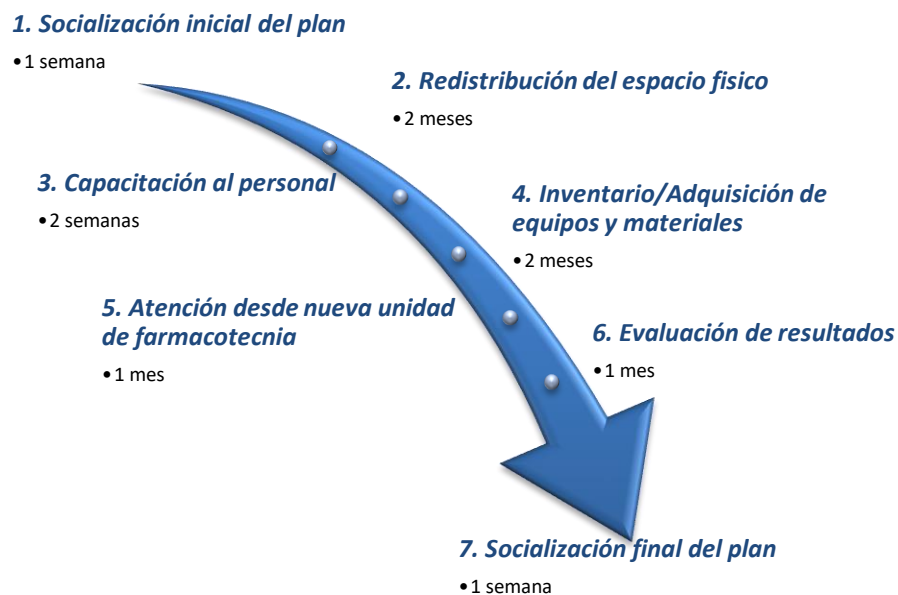 1. Socialización inicial del plan
•1 semana
2. Redistribución del espacio fisico
•2 meses
3. Capacitación al personal
•2 semanas
4. Inventario/Adquisición de
equipos y materiales
•2 meses
5. Atención desde nueva unidad
de farmacotecnia
•1 mes
6. Evaluación de resultados
•1 mes
7. Socialización final del plan
•1 semana